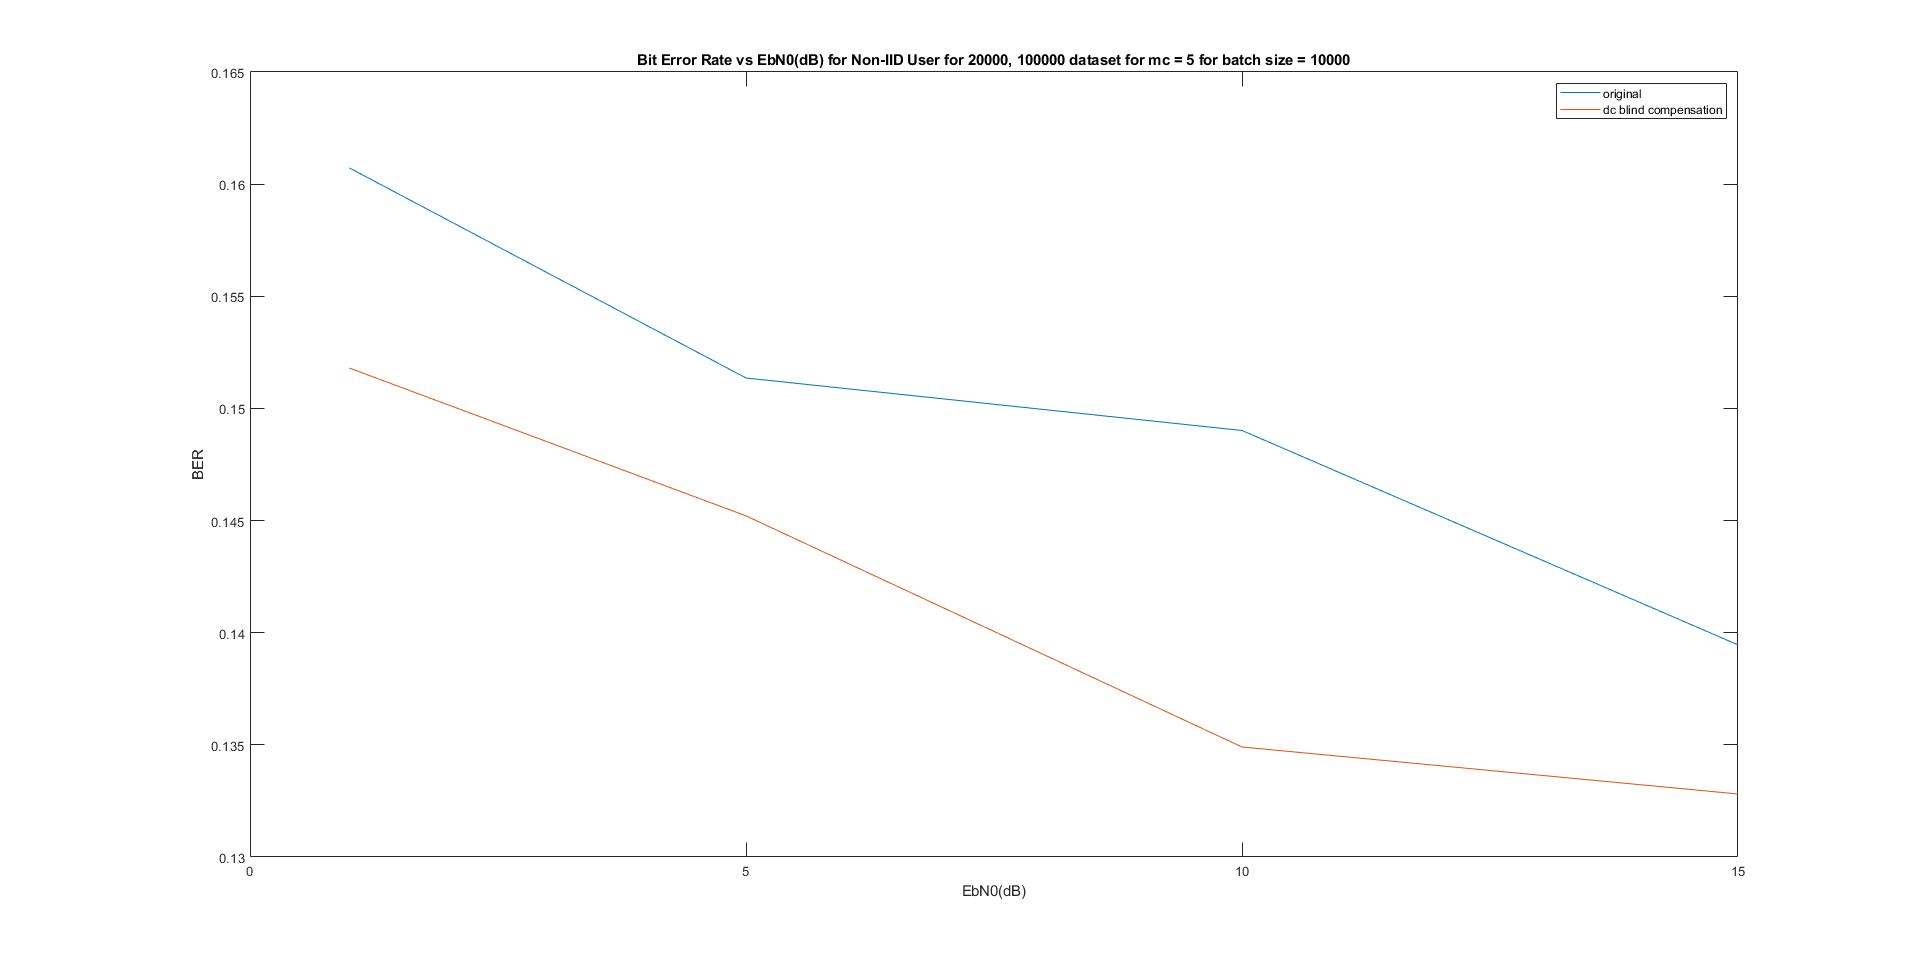 Bit Error Rate vs EbN0(dB) for Non-IID User for 20000, 100000 dataset for mc = 5 for batch size = 10000
0.165
original
dc blind compensation
0.16
0.155
0.15
BER
0.145
0.14
0.135
0.13
0 5 10 15
EbN0(dB)